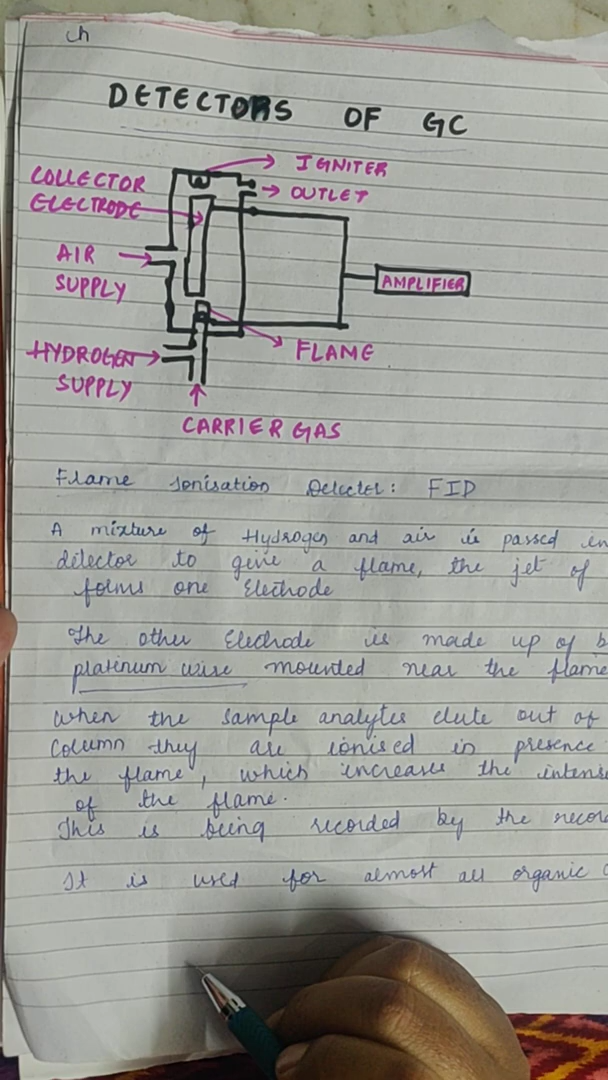 ch
DETECTORS OF GC
IGNITER
COLLECTOR
OUTLET
ELECTRODE
AIR
SUPPLY
AMPLIFIER
HYDROGEN
FLAME
SUPPLY
CARRIER GAS
Flame Ionisation Detector: FID
A mixture of Hydrogen and air is passed
detector to give a flame, the jet of
forms one Electrode
The other Electrode is made up of
platinum wire mounted near the flame
When the sample analytes elute out of
column they are ionised in presence
the flame, which increases the
of the flame.
This is being recorded by the
It is used for almost all organic